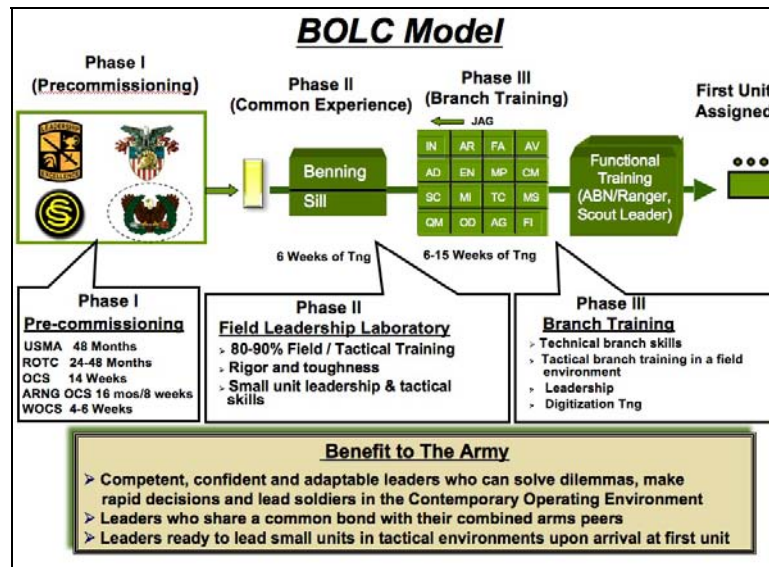 BOLC Model
Phase I
(Precommissioning)
LEADERSHIP
EXCELLENCE
Phase II
(Common Experience)
Benning
Sill
6 Weeks of Tng
Phase III
(Branch Training)
JAG
IN AR FA AV
AD EN MP CM
SC MI TC MS
QM OD AG FI
6-15 Weeks of Tng
Functional
Training
(ABN/Ranger,
Scout Leader)
First Unit
Assigned
Phase I
Pre-commissioning
USMA 48 Months
ROTC 24-48 Months
OCS 14 Weeks
ARNG OCS 16 mos/8 weeks
WOCS 4-6 Weeks
Phase II
Field Leadership Laboratory
80-90% Field / Tactical Training
Rigor and toughness
Small unit leadership & tactical
skills
Phase III
Branch Training
Technical branch skills
Tactical branch training in a field
environment
Leadership
Digitization Tng
Benefit to The Army
Competent, confident and adaptable leaders who can solve dilemmas, make
rapid decisions and lead soldiers in the Contemporary Operating Environment
Leaders who share a common bond with their combined arms peers
Leaders ready to lead small units in tactical environments upon arrival at first unit